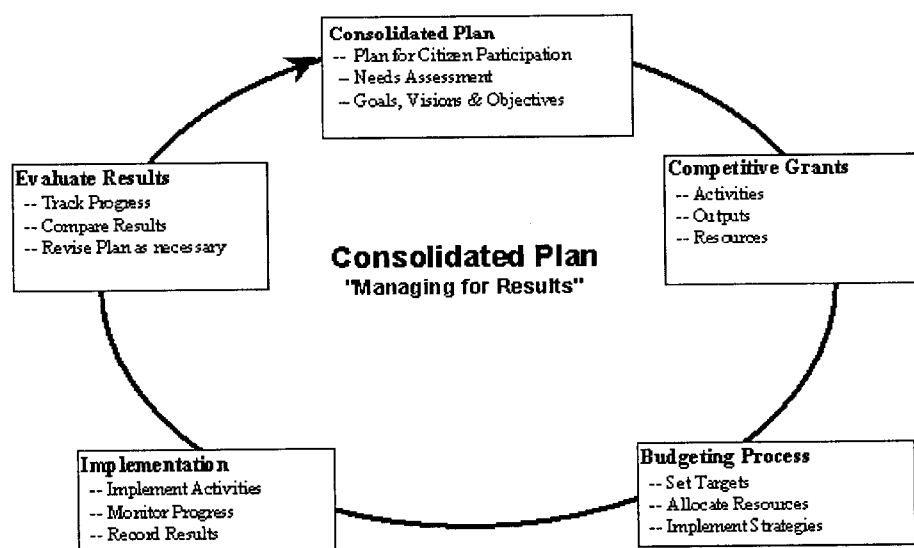 Consolidated Plan
-- Plan for Citizen Participation
– Needs Assessment
– Goals, Visions & Objectives
Competitive Grants
-- Activities
-- Outputs
-- Resources
Budgeting Process
-- Set Targets
-- Allocate Resources
-- Implement Strategies
Implementation
-- Implement Activities
-- Monitor Progress
-- Record Results
Evaluate Results
-- Track Progress
-- Compare Results
-- Revise Plan as necessary
Consolidated Plan
"Managing for Results"